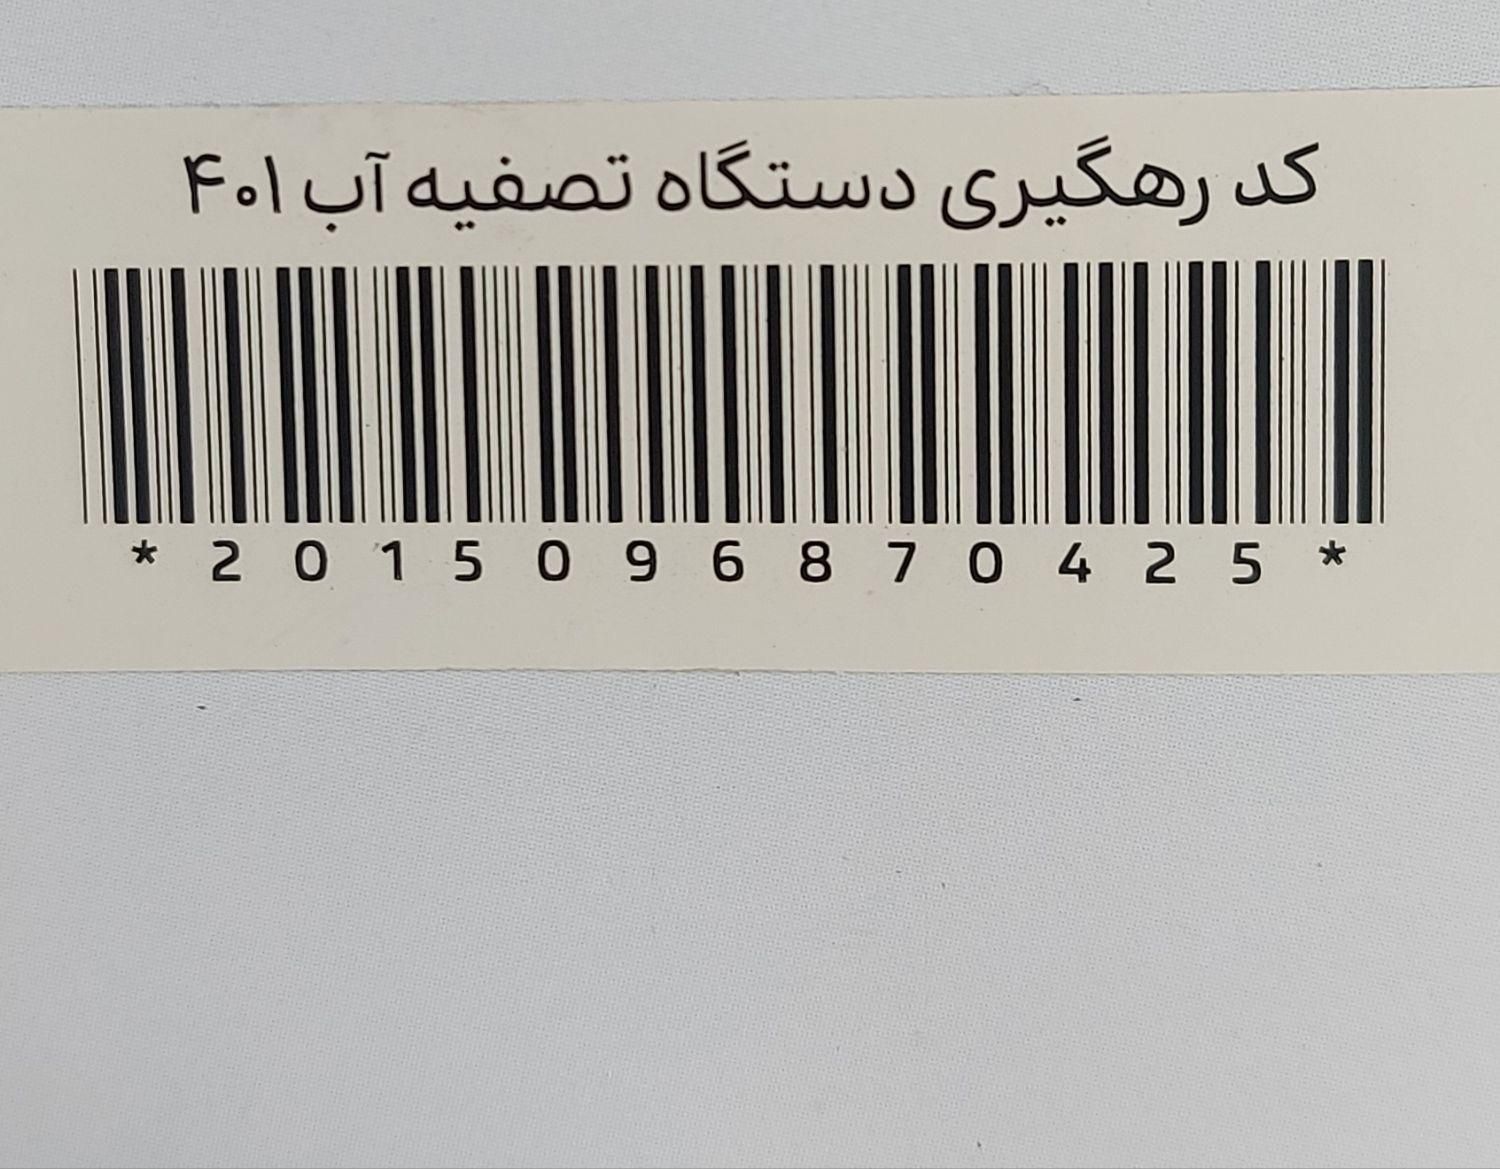 کد رهگیری دستگاه تصفیه آب ۴۰۱
*2015096870425*